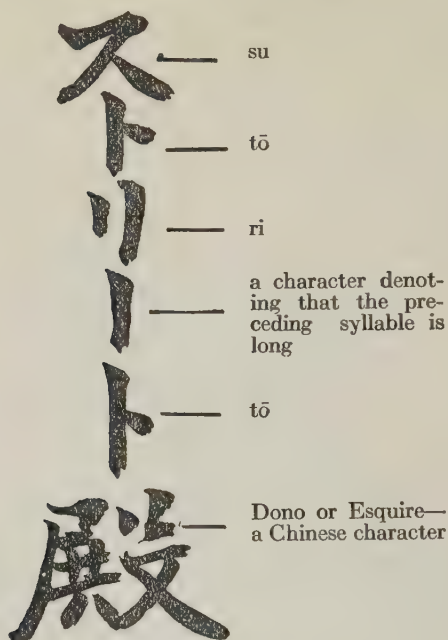 ス
su
ト
tō
リ
ri
ー
a character denot-
ing that the pre-
ceding syllable is
long
ト
tō
殿
Dono or Esquire—
a Chinese character